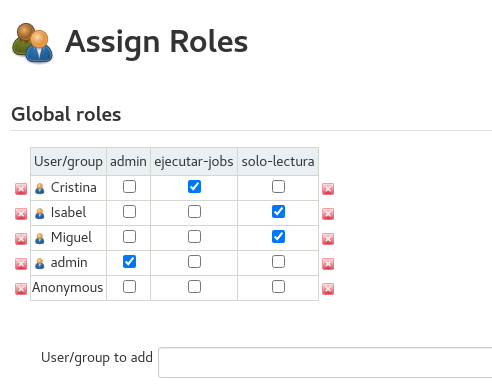 Assign Roles
Global roles
User/group admin ejecutar-jobs solo-lectura
Cristina
Isabel
Miguel
admin
Anonymous
User/group to add